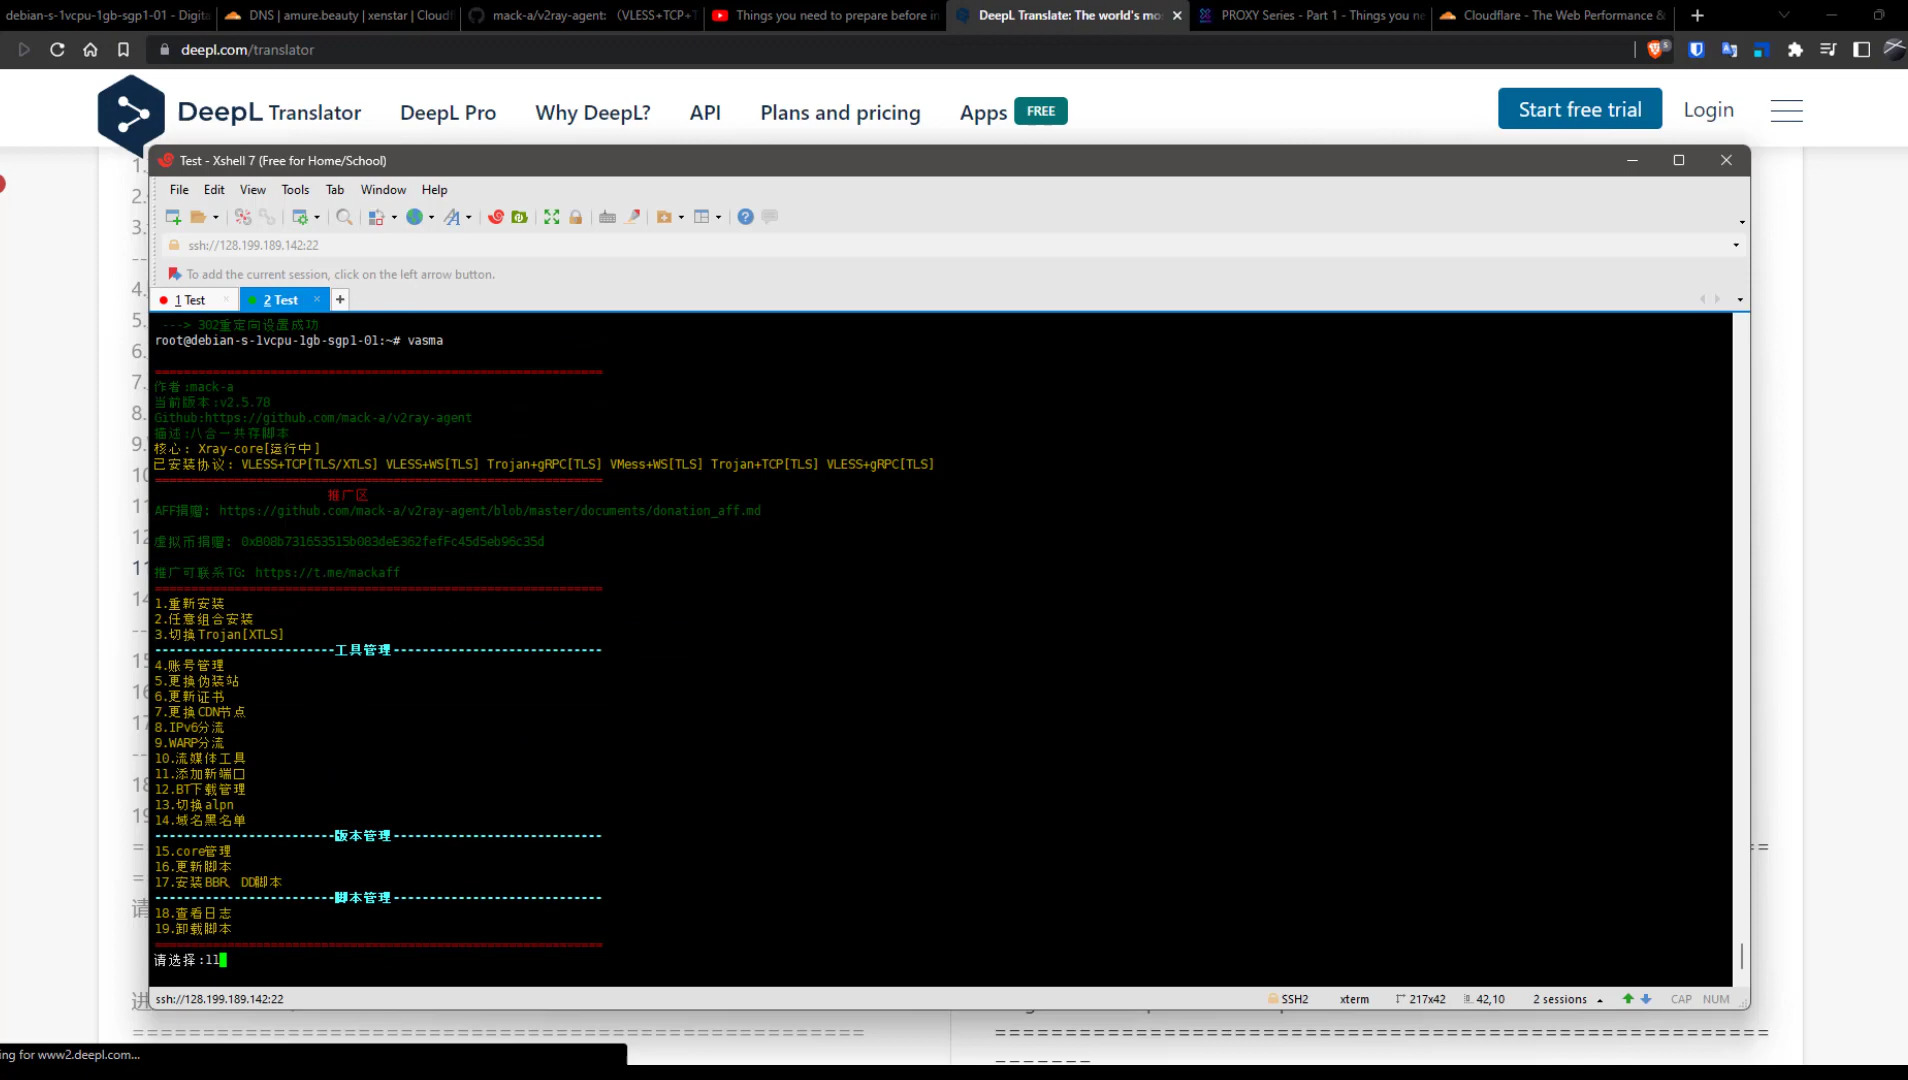 debian-s-1vcpu-1gb-sgp1-01 - Digita
DNS | amure.beauty | xenstar | Cloudf
mack-a/v2ray-agent: （VLESS+TCP+T
Things you need to prepare before in
DeepL Translate: The world's mo
PROXY Series - Part 1 - Things you ne
Cloudflare - The Web Performance &
deepl.com/translator
DeepL Translator
DeepL Pro
Why DeepL?
API
Plans and pricing
Apps
FREE
Start free trial
Login
Test - Xshell 7 (Free for Home/School)
File Edit View Tools Tab Window Help
ssh://128.199.189.142:22
To add the current session, click on the left arrow button.
1 Test
2 Test
---> 302重定向设置成功
root@debian-s-1vcpu-1gb-sgp1-01:~# vasma
==============================================================
作者:mack-a
当前版本:v2.5.78
Github:https://github.com/mack-a/v2ray-agent
描述:八合一共存脚本
核心: Xray-core[运行中]
已安装协议: VLESS+TCP[TLS/XTLS] VLESS+WS[TLS] Trojan+gRPC[TLS] VMess+WS[TLS] Trojan+TCP[TLS] VLESS+gRPC[TLS]
==============================================================
推广区
AFF捐赠: https://github.com/mack-a/v2ray-agent/blob/master/documents/donation_aff.md
虚拟币捐赠: 0xB08b731653515b083deE362fefFc45d5eb96c35d
推广可联系TG: https://t.me/mackaff
==============================================================
1.重新安装
2.任意组合安装
3.切换Trojan[XTLS]
-------------------------工具管理-----------------------------
4.账号管理
5.更换伪装站
6.更新证书
7.更换CDN节点
8.IPv6分流
9.WARP分流
10.流媒体工具
11.添加新端口
12.BT下载管理
13.切换alpn
14.域名黑名单
-------------------------版本管理-----------------------------
15.core管理
16.更新脚本
17.安装BBR、DD脚本
-------------------------脚本管理-----------------------------
18.查看日志
19.卸载脚本
==============================================================
请选择:11
ssh://128.199.189.142:22
SSH2
xterm
217x42
42,10
2 sessions
CAP NUM
ing for www2.deepl.com...